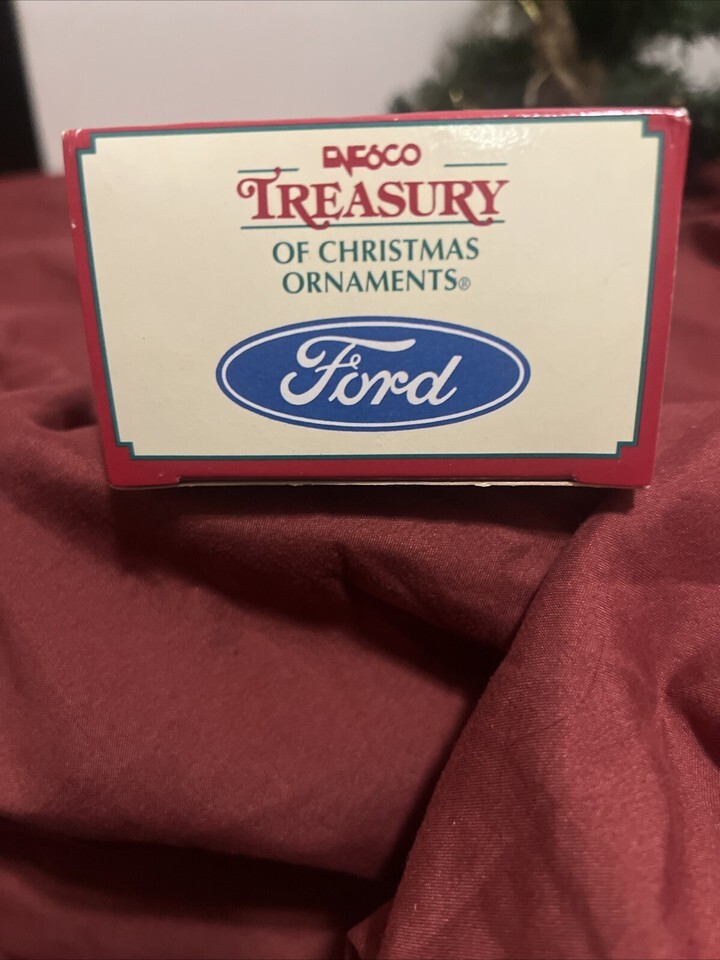 ENESCO
TREASURY
OF CHRISTMAS
ORNAMENTS®
Ford